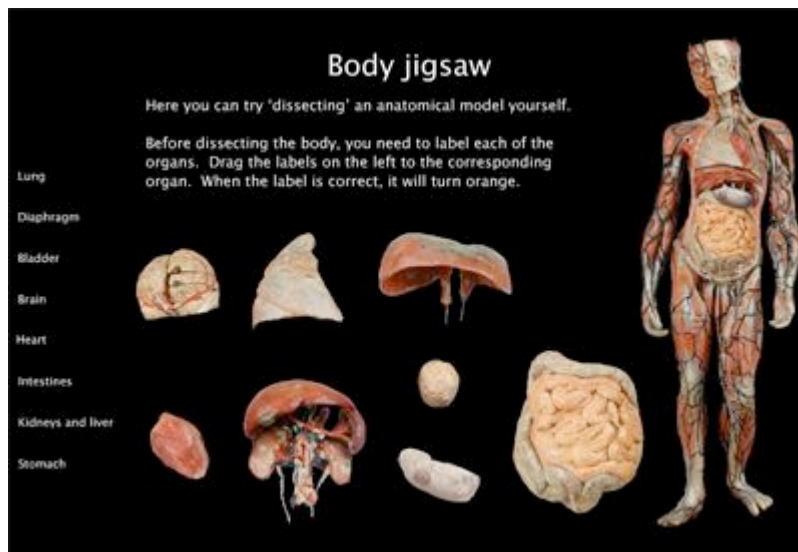 Body jigsaw
Here you can try 'dissecting' an anatomical model yourself.
Before dissecting the body, you need to label each of the
organs. Drag the labels on the left to the corresponding
organ. When the label is correct, it will turn orange.
Lung
Diaphragm
Bladder
Brain
Heart
Intestines
Kidneys and liver
Stomach